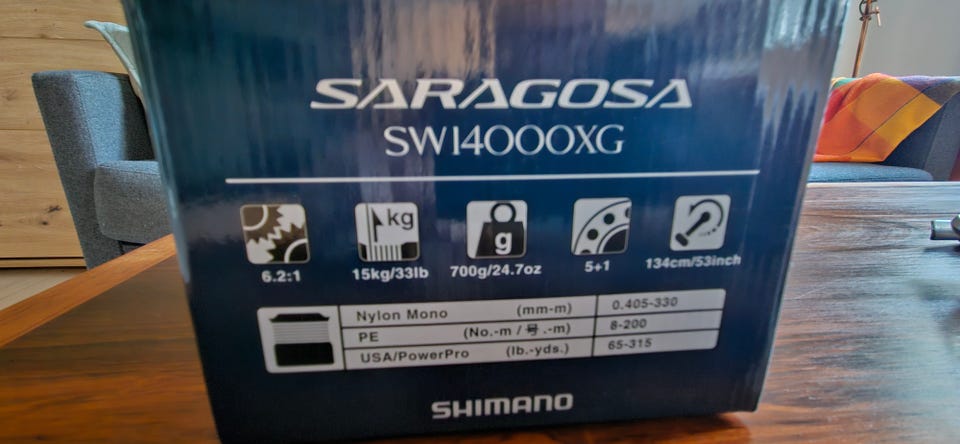 SARAGOSA
SW14000XG
kg
g
6.2:1
15kg/33lb
700g/24.7oz
5+1
134cm/53inch
Nylon Mono (mm-m) 0.405-330
PE (No.-m / 号.-m) 8-200
USA/PowerPro (lb.-yds.) 65-315
SHIMANO